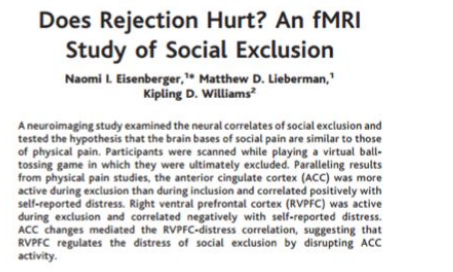 Does Rejection Hurt? An fMRI
Study of Social Exclusion
Naomi I. Eisenberger,1* Matthew D. Lieberman,1
Kipling D. Williams2
A neuroimaging study examined the neural correlates of social exclusion and
tested the hypothesis that the brain bases of social pain are similar to those
of physical pain. Participants were scanned while playing a virtual ball-
tossing game in which they were ultimately excluded. Paralleling results
from physical pain studies, the anterior cingulate cortex (ACC) was more
active during exclusion than during inclusion and correlated positively with
self-reported distress. Right ventral prefrontal cortex (RVPFC) was active
during exclusion and correlated negatively with self-reported distress.
ACC changes mediated the RVPFC-distress correlation, suggesting that
RVPFC regulates the distress of social exclusion by disrupting ACC
activity.